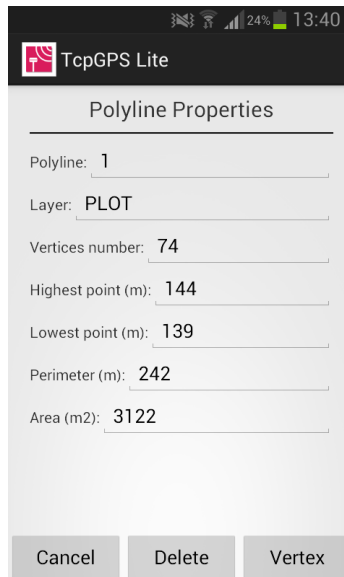 24% 13:40
TcpGPS Lite
Polyline Properties
Polyline: 1
Layer: PLOT
Vertices number: 74
Highest point (m): 144
Lowest point (m): 139
Perimeter (m): 242
Area (m2): 3122
Cancel Delete Vertex